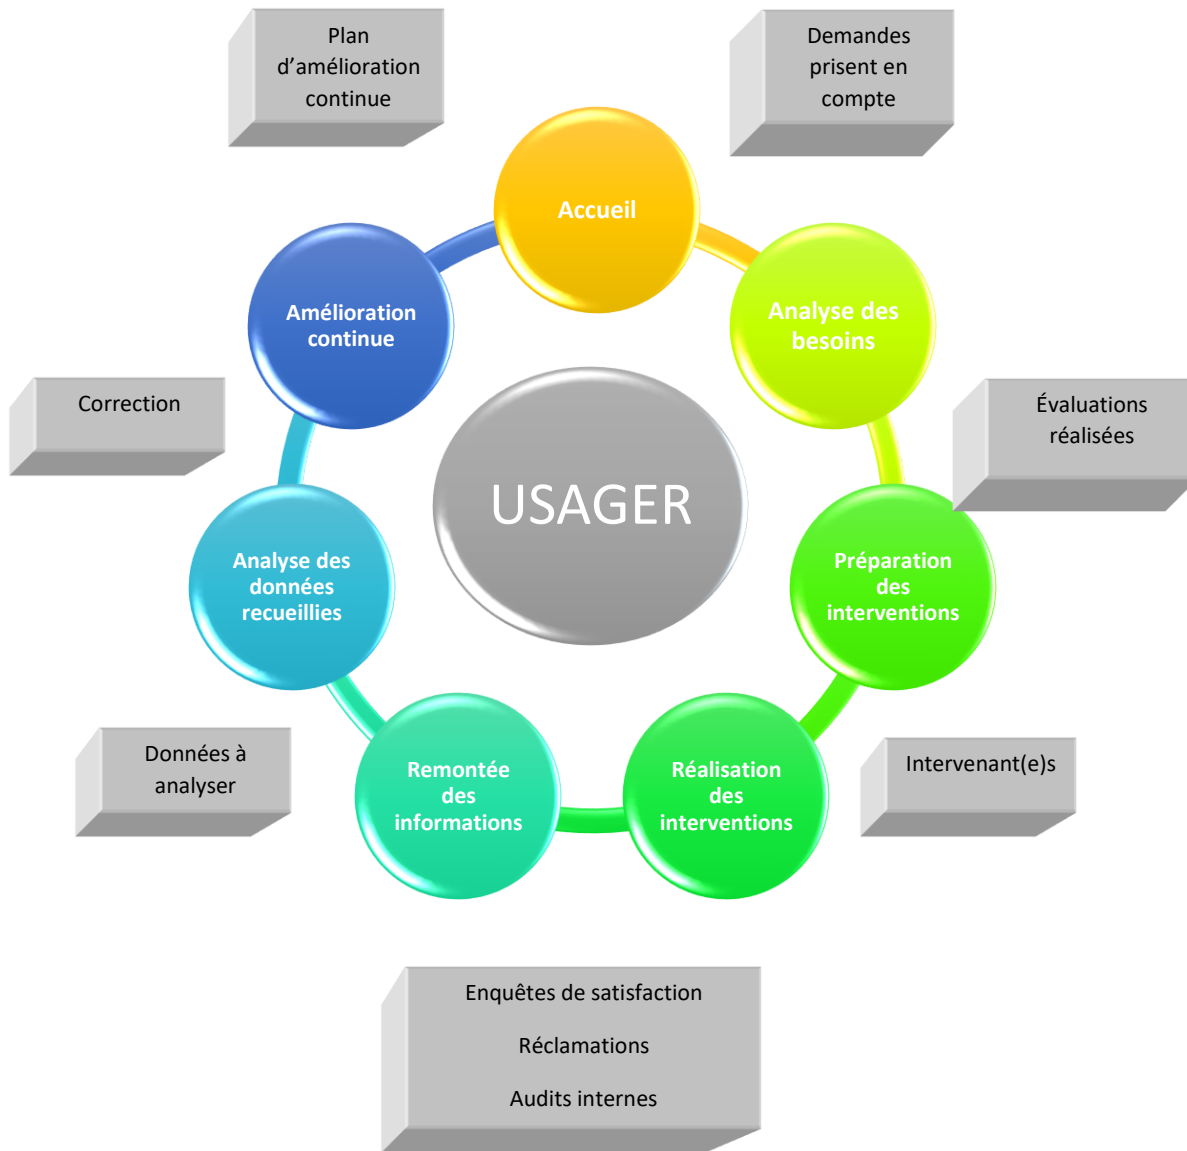 Plan
d’amélioration
continue
Demandes
prisent en
compte
Accueil
Amélioration
continue
Analyse des
besoins
Correction
Évaluations
réalisées
USAGER
Analyse des
données
recueillies
Préparation
des
interventions
Données à
analyser
Remontée
des
informations
Réalisation
des
interventions
Intervenant(e)s
Enquêtes de satisfaction
Réclamations
Audits internes